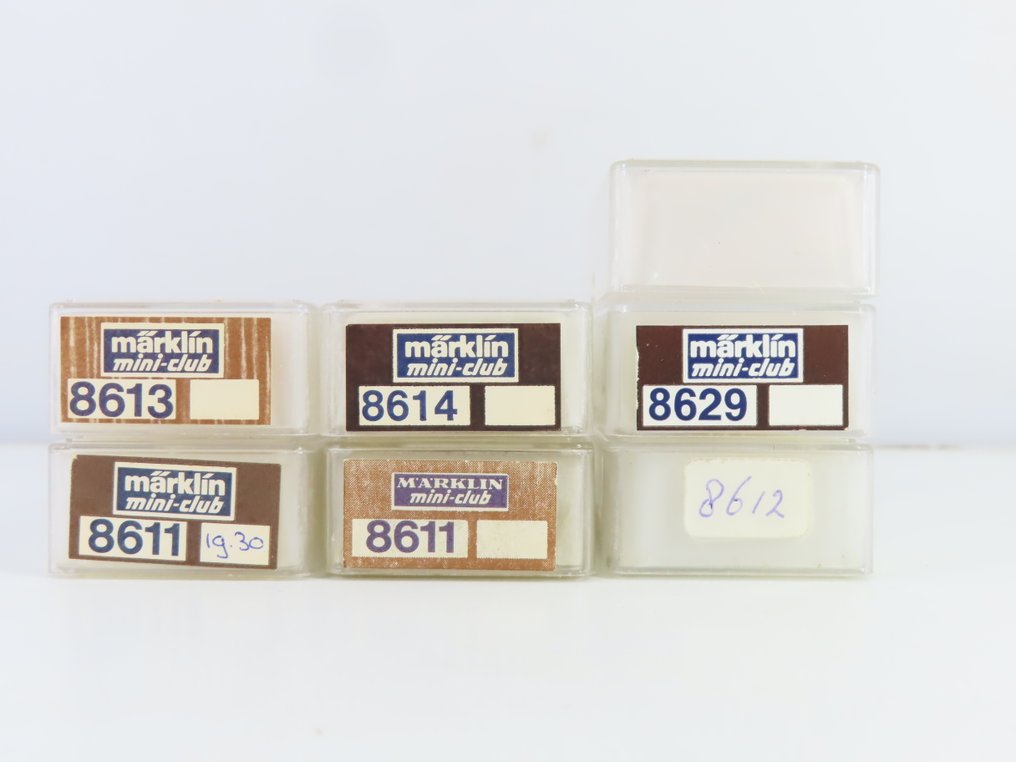 märklin
mini-club
8613
märklin
mini-club
8614
märklin
mini-club
8629
märklin
mini-club
8611 19.30
MÄRKLIN
mini-club
8611
8612